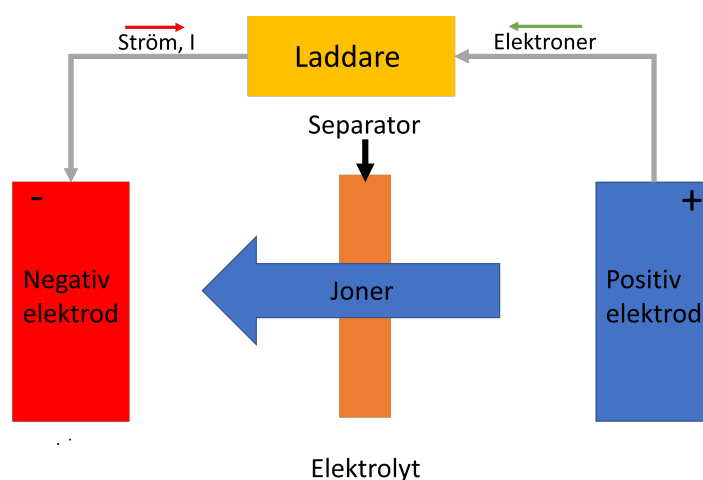 Ström, I
Laddare
Elektroner
Separator
-
+
Negativ
elektrod
Joner
Positiv
elektrod
Elektrolyt